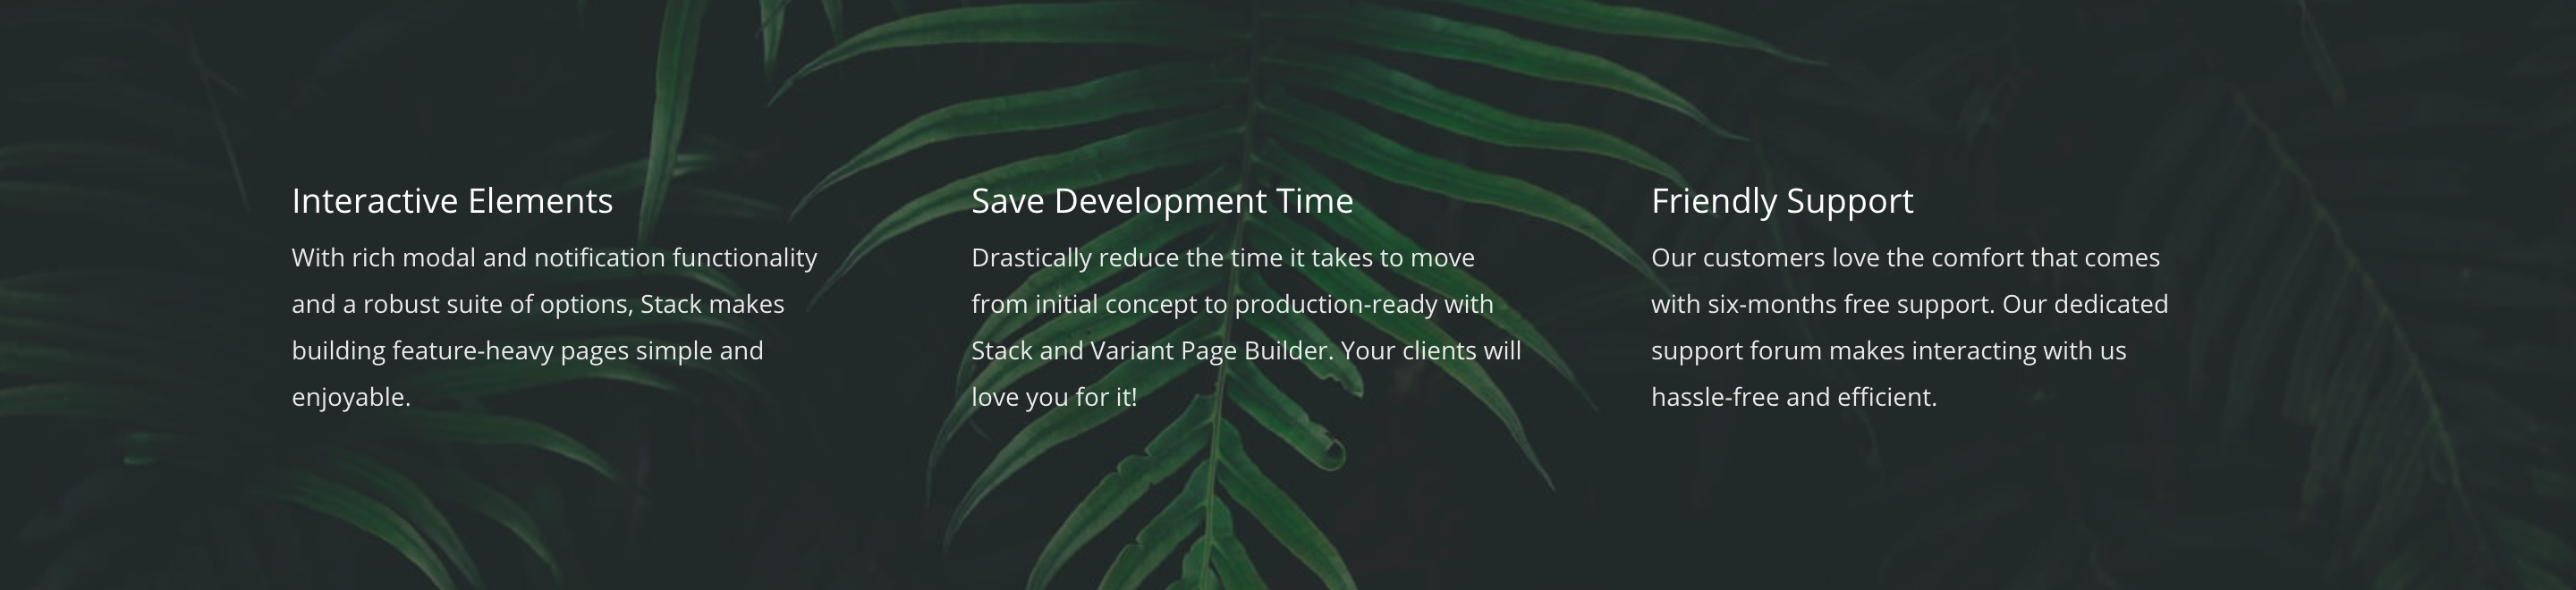 Interactive Elements
With rich modal and notification functionality
and a robust suite of options, Stack makes
building feature-heavy pages simple and
enjoyable.
Save Development Time
Drastically reduce the time it takes to move
from initial concept to production-ready with
Stack and Variant Page Builder. Your clients will
love you for it!
Friendly Support
Our customers love the comfort that comes
with six-months free support. Our dedicated
support forum makes interacting with us
hassle-free and efficient.